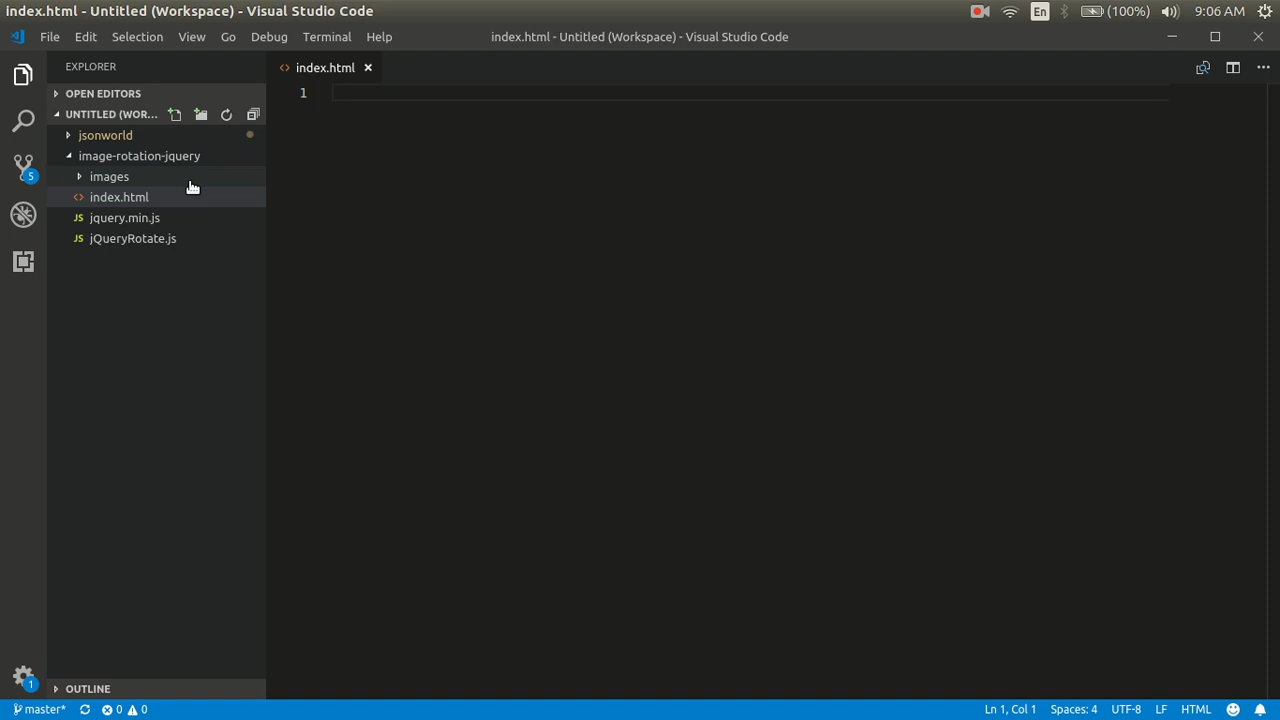 index.html - Untitled (Workspace) - Visual Studio Code
En
(100%)
9:06 AM
File Edit Selection View Go Debug Terminal Help
index.html - Untitled (Workspace) - Visual Studio Code
EXPLORER
index.html
OPEN EDITORS
1
UNTITLED (WOR...
jsonworld
image-rotation-jquery
images
5
index.html
JS jquery.min.js
JS jQueryRotate.js
1
OUTLINE
master* 0 0
Ln 1, Col 1 Spaces: 4 UTF-8 LF HTML